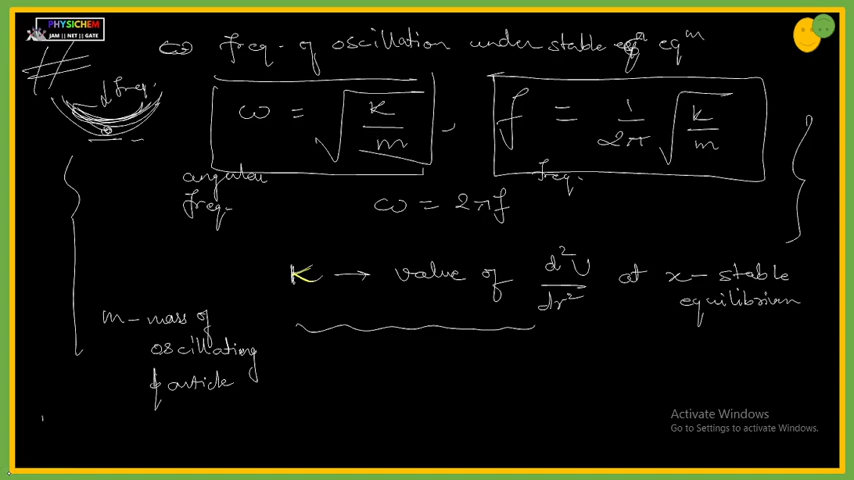 PHYSICHEM
JAM || NET || GATE
freq. of oscillation under stable eqm
freq.
ω = √(k/m) , f = 1/2π √(k/m)
angular freq.
freq.
ω = 2πf
K → value of d²U/dr² at x - stable equilibrium
m - mass of
oscillating
particle
Activate Windows
Go to Settings to activate Windows.